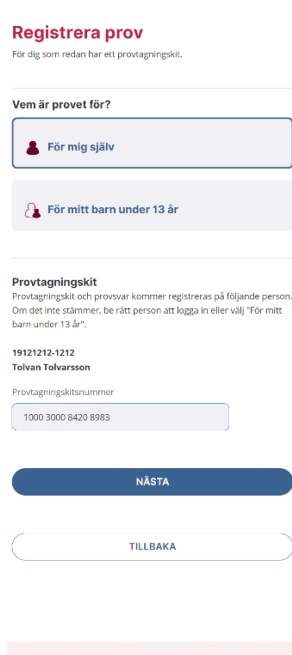 Registrera prov
För dig som redan har ett provtagningskit.
Vem är provet för?
För mig själv
För mitt barn under 13 år
Provtagningskit
Provtagningskit och provsvar kommer registreras på följande person.
Om det inte stämmer, be rätt person att logga in eller välj "För mitt
barn under 13 år".
19121212-1212
Tolvan Tolvarsson
Provtagningskitsnummer
1000 3000 8420 8983
NÄSTA
TILLBAKA